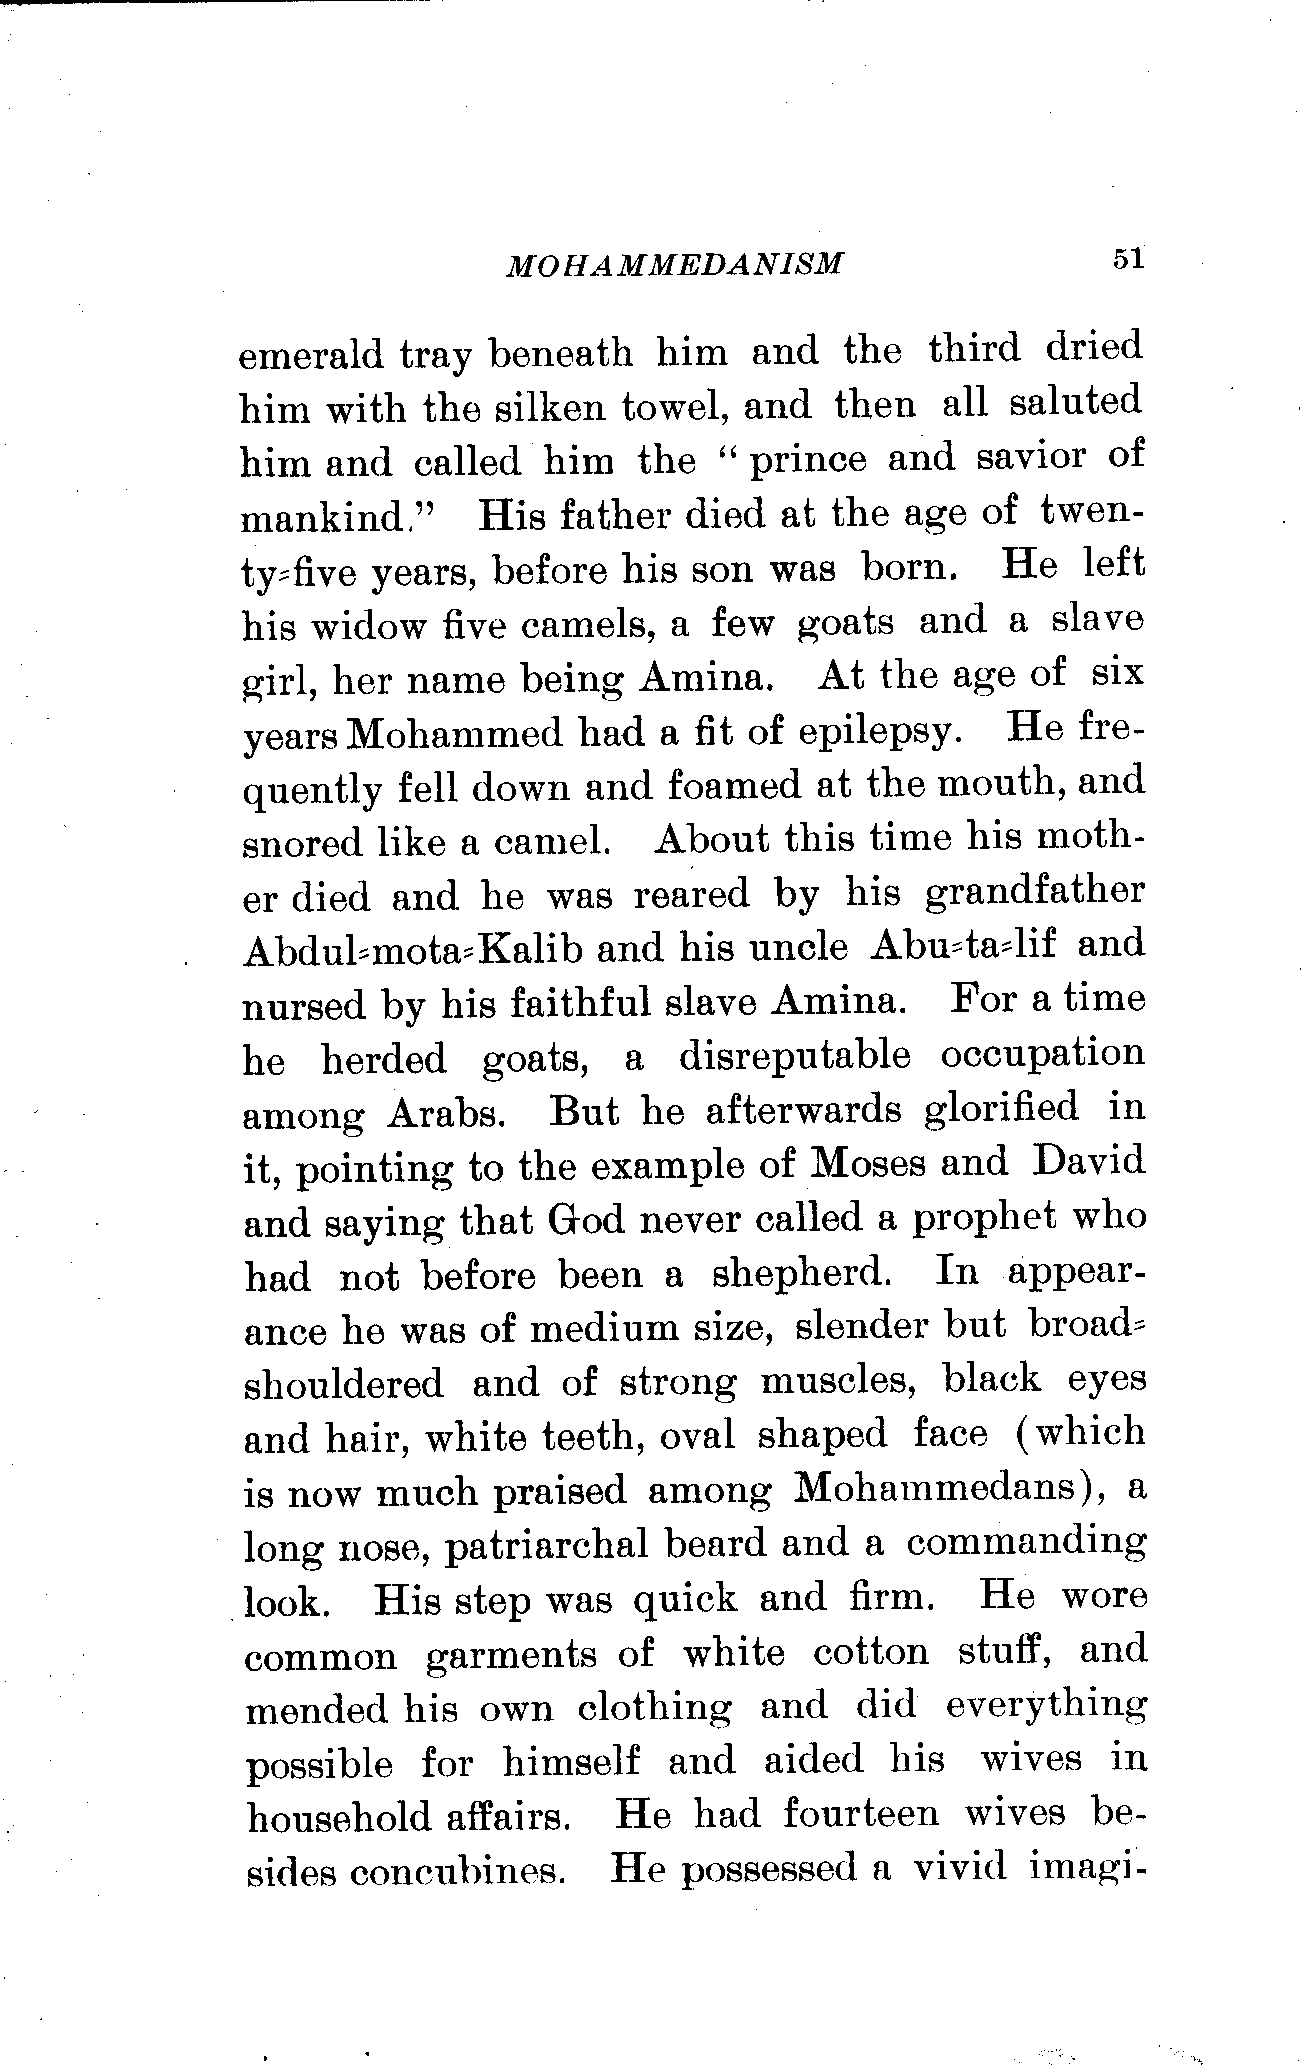 MOHAMMEDANISM 51
emerald tray beneath him and the third dried
him with the silken towel, and then all saluted
him and called him the “ prince and savior of
mankind.” His father died at the age of twen-
ty=five years, before his son was born. He left
his widow five camels, a few goats and a slave
girl, her name being Amina. At the age of six
years Mohammed had a fit of epilepsy. He fre-
quently fell down and foamed at the mouth, and
snored like a camel. About this time his moth-
er died and he was reared by his grandfather
Abdul=mota=Kalib and his uncle Abu=ta=lif and
nursed by his faithful slave Amina. For a time
he herded goats, a disreputable occupation
among Arabs. But he afterwards glorified in
it, pointing to the example of Moses and David
and saying that God never called a prophet who
had not before been a shepherd. In appear-
ance he was of medium size, slender but broad=
shouldered and of strong muscles, black eyes
and hair, white teeth, oval shaped face (which
is now much praised among Mohammedans), a
long nose, patriarchal beard and a commanding
look. His step was quick and firm. He wore
common garments of white cotton stuff, and
mended his own clothing and did everything
possible for himself and aided his wives in
household affairs. He had fourteen wives be-
sides concubines. He possessed a vivid imagi-